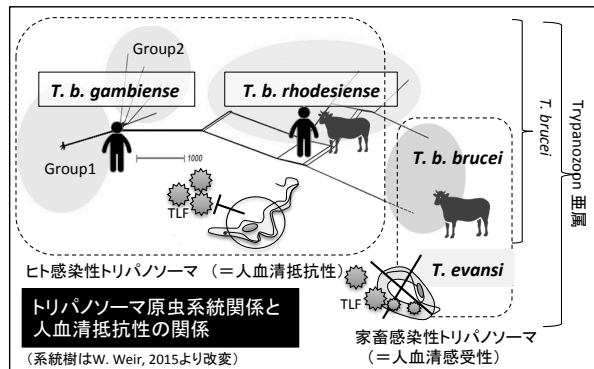 Group2
T. b. gambiense
T. b. rhodesiense
Group1
1000
TLF
T. b. brucei
T. evansi
TLF
T. brucei
Trypanozoon 亜属
ヒト感染性トリパノソーマ （＝人血清抵抗性）
トリパノソーマ原虫系統関係と
人血清抵抗性の関係
（系統樹はW. Weir, 2015より改変）
家畜感染性トリパノソーマ
（＝人血清感受性）